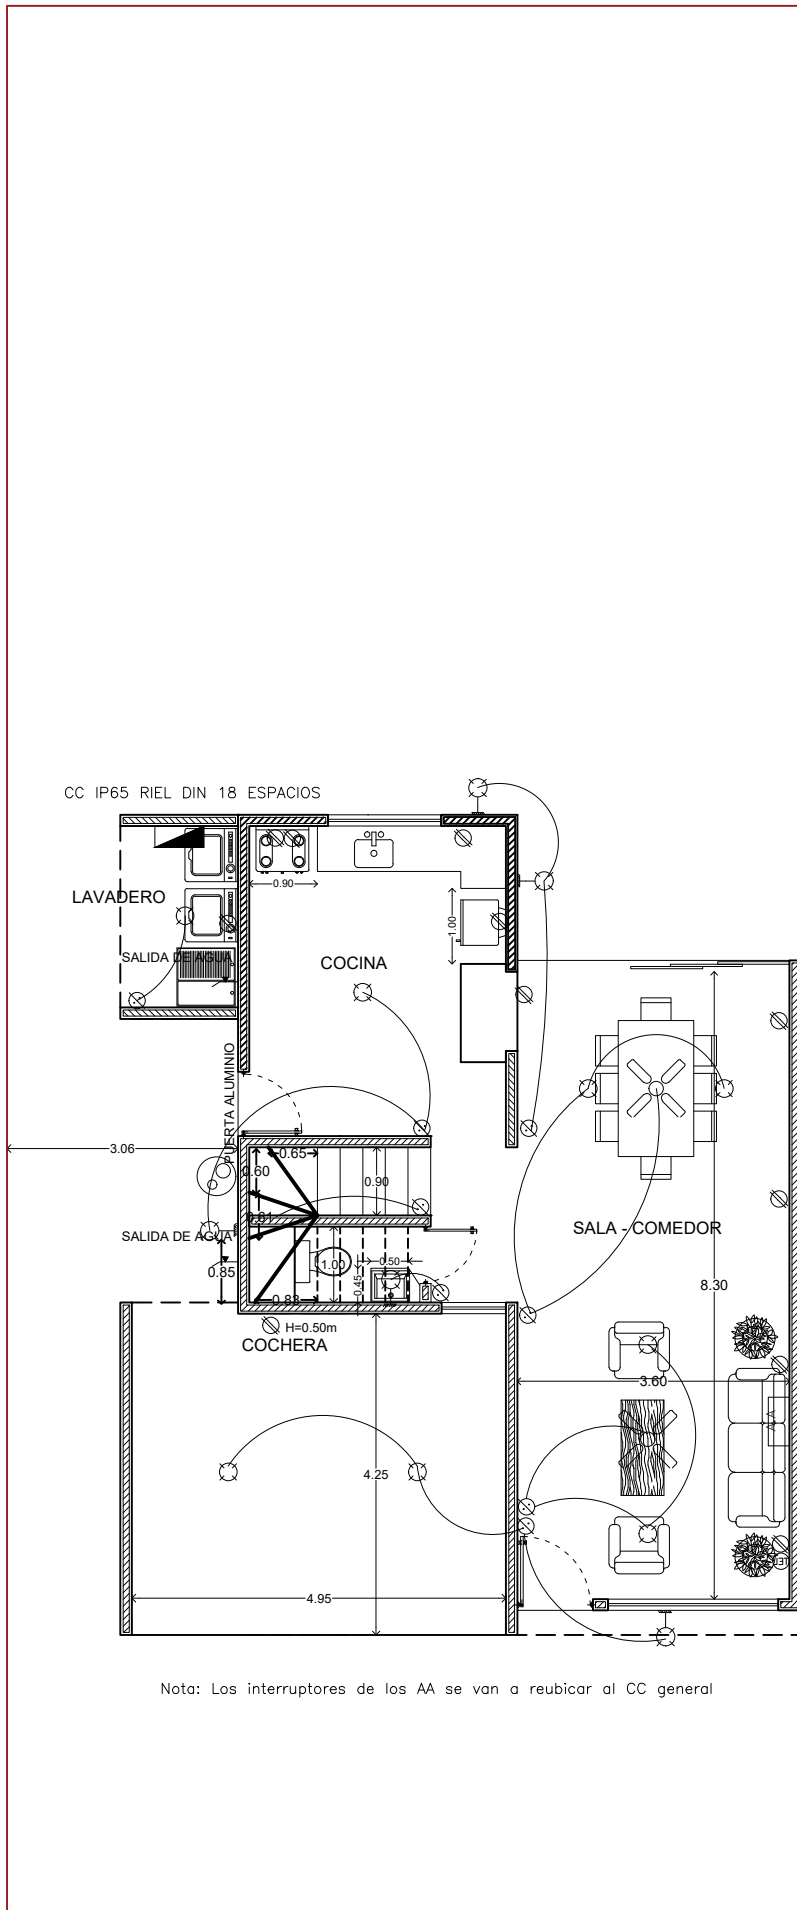 CC IP65 RIEL DIN 18 ESPACIOS
LAVADERO
0.90
1.00
SALIDA DE AGUA
COCINA
PUERTA ALUMINIO
3.06
0.65
0.60
0.90
0.61
SALIDA DE AGUA
SALA - COMEDOR
1.00
0.50
0.45
0.85
0.83
8.30
H=0.50m
COCHERA
3.60
A-A
4.25
TEL
4.95
Nota: Los interruptores de los AA se van a reubicar al CC general